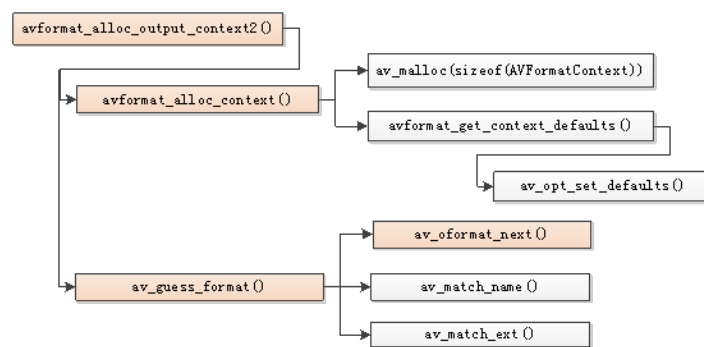 avformat_alloc_output_context2()
av_malloc(sizeof(AVFormatContext))
avformat_alloc_context()
avformat_get_context_defaults()
av_opt_set_defaults()
av_oformat_next()
av_guess_format()
av_match_name()
av_match_ext()